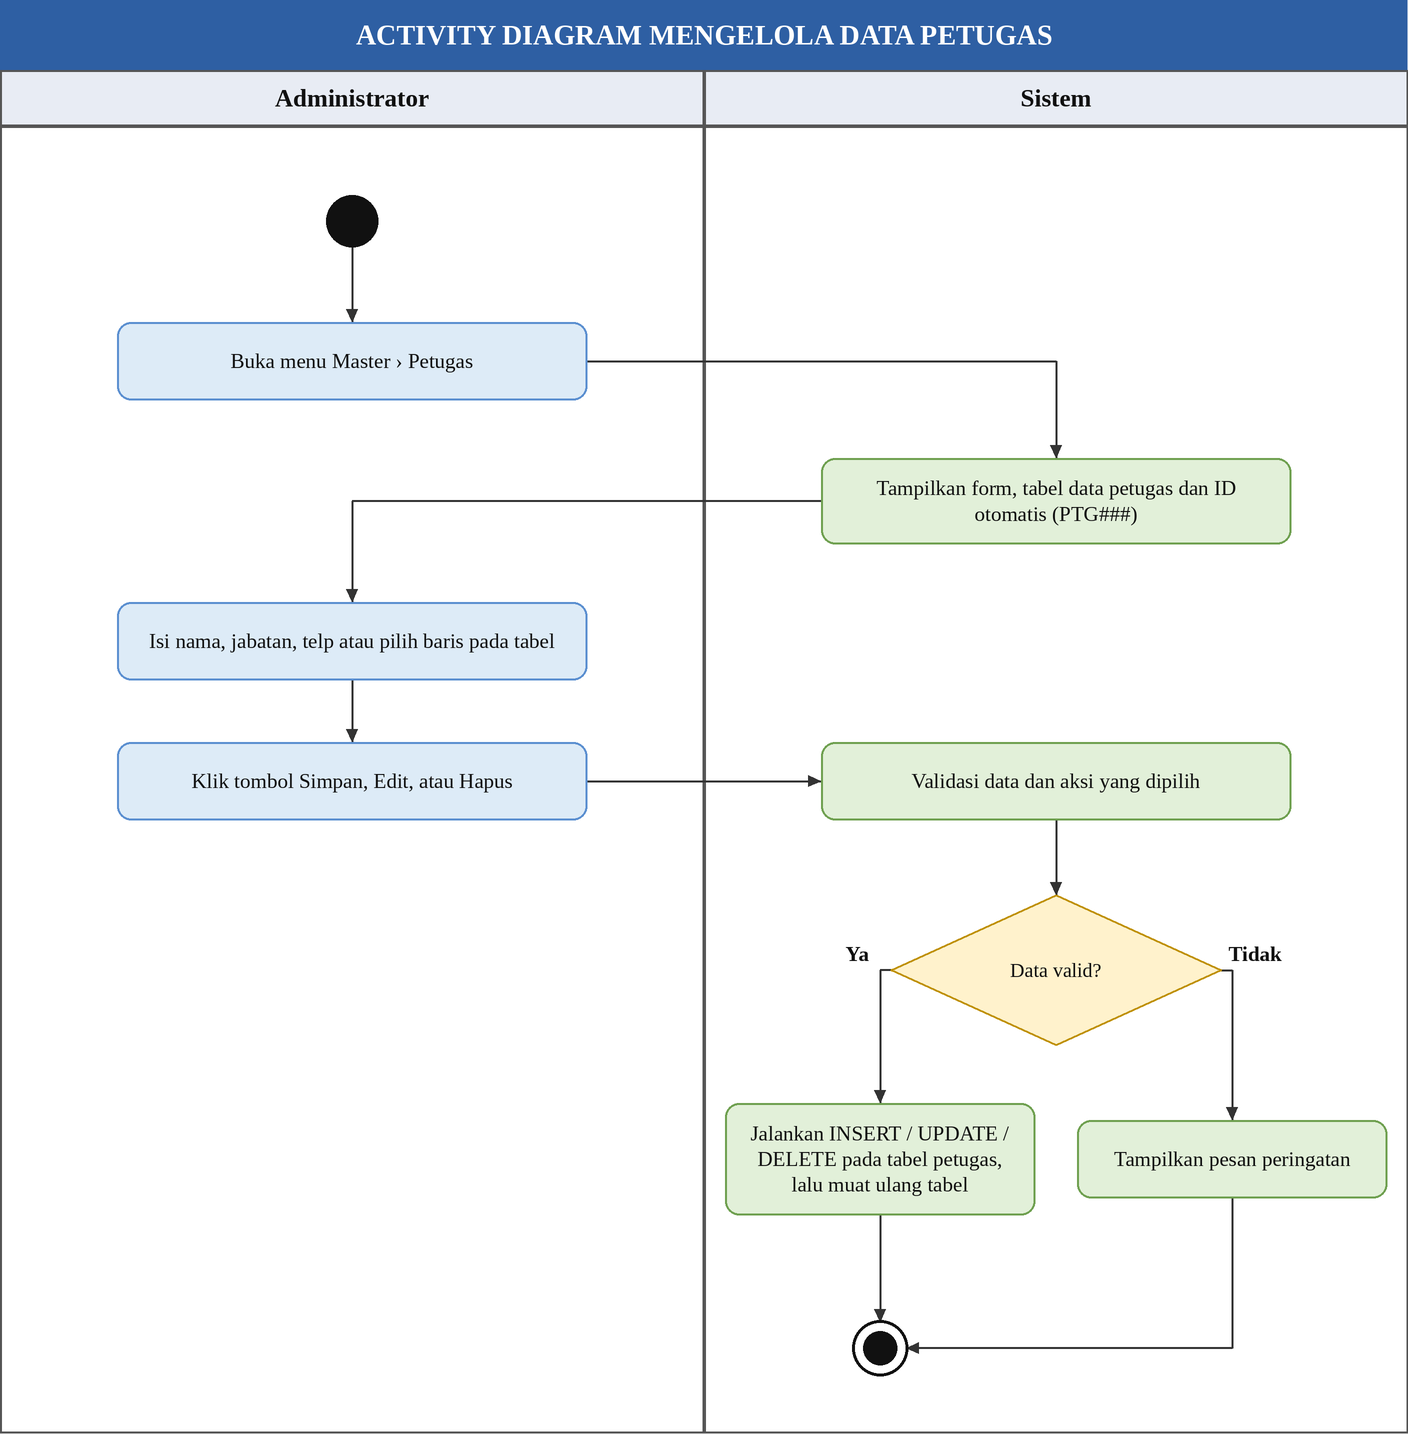 ACTIVITY DIAGRAM MENGELOLA DATA PETUGAS
Administrator
Sistem
Buka menu Master › Petugas
Tampilkan form, tabel data petugas dan ID
otomatis (PTG###)
Isi nama, jabatan, telp atau pilih baris pada tabel
Klik tombol Simpan, Edit, atau Hapus
Validasi data dan aksi yang dipilih
Ya
Tidak
Data valid?
Jalankan INSERT / UPDATE /
DELETE pada tabel petugas,
lalu muat ulang tabel
Tampilkan pesan peringatan